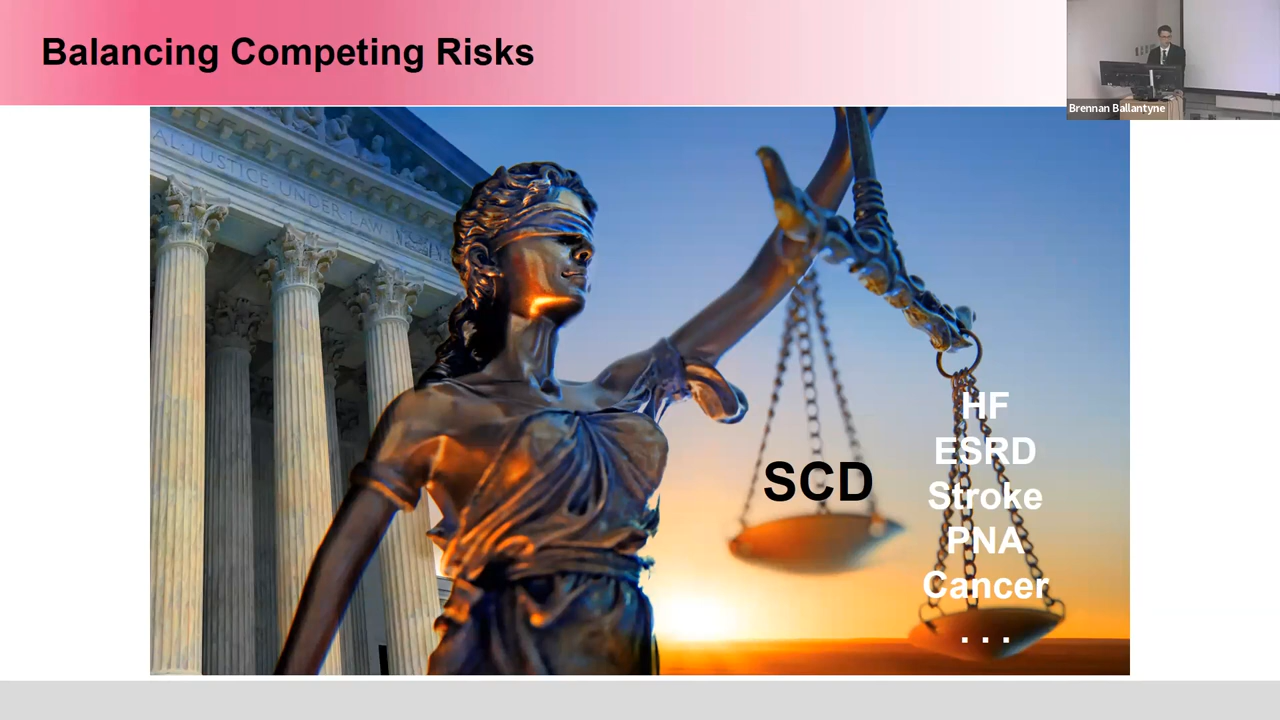 Balancing Competing Risks
Brennan Ballantyne
AL·JUSTICE·UNDER·LAW
SCD
HF
ESRD
Stroke
PNA
Cancer
...